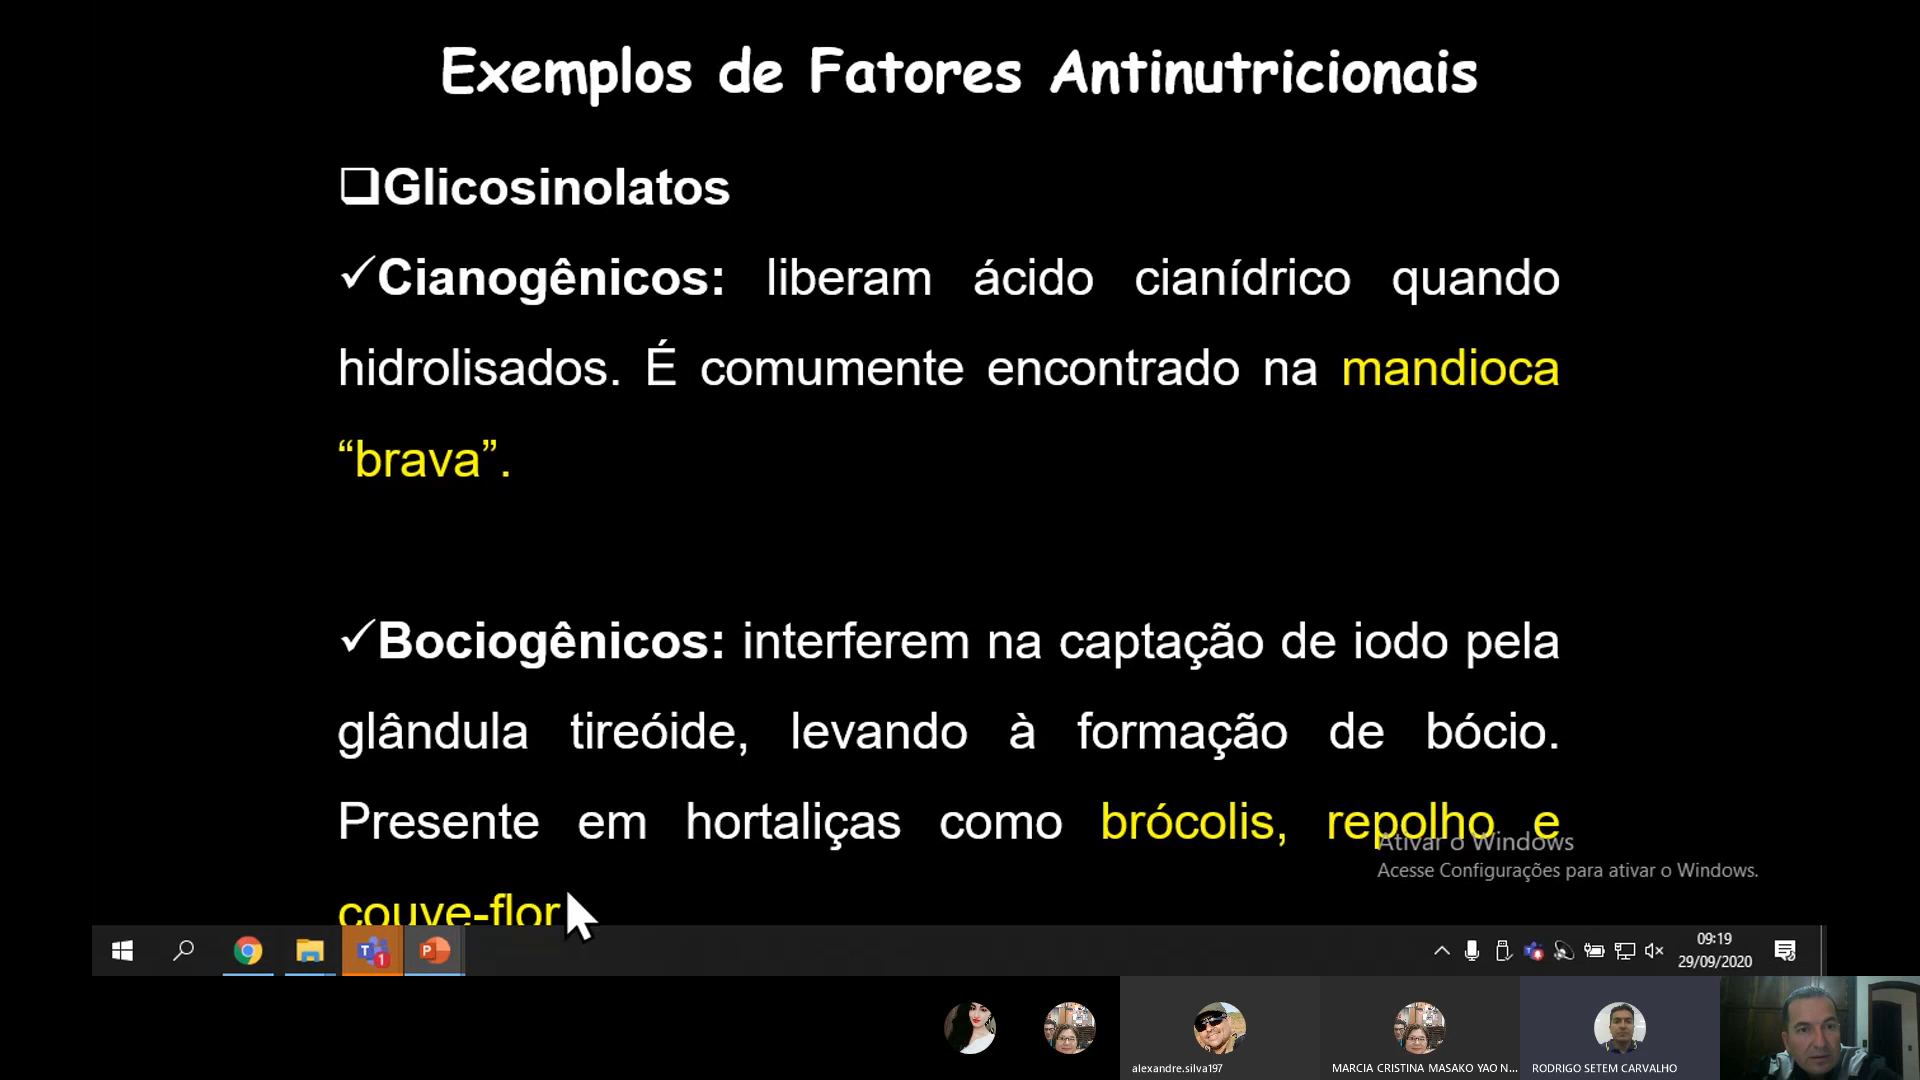 Exemplos de Fatores Antinutricionais
Glicosinolatos
Cianogênicos: liberam ácido cianídrico quando
hidrolisados. É comumente encontrado na mandioca
“brava”.
Bociogênicos: interferem na captação de iodo pela
glândula tireóide, levando à formação de bócio.
Presente em hortaliças como brócolis, repolho e
couve-flor
Ativar o Windows
Acesse Configurações para ativar o Windows.
09:19
29/09/2020
alexandre.silva197
MARCIA CRISTINA MASAKO YAO N...
RODRIGO SETEM CARVALHO